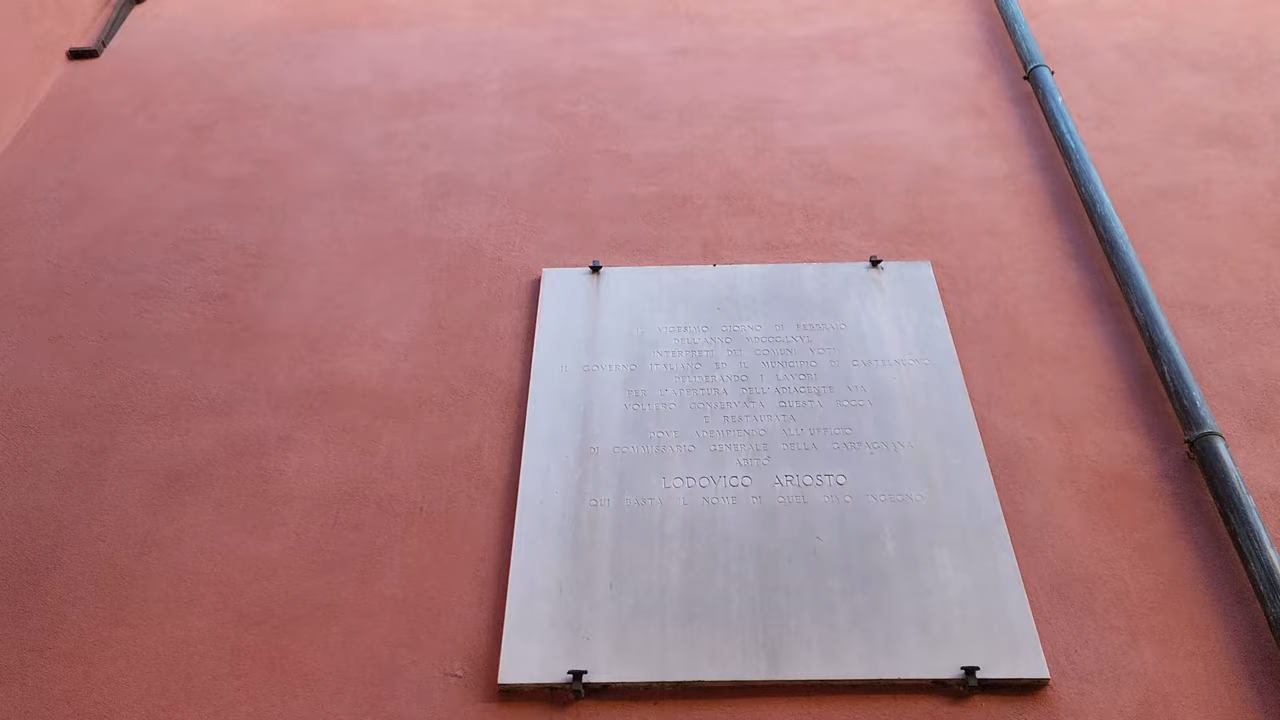 IL VIGESIMO GIORNO DI FEBBRAIO
DELL'ANNO MDCCCLXVI
INTERPRETI DEI COMUNI VOTI
IL GOVERNO ITALIANO ED IL MUNICIPIO DI CASTELNUOVO
DELIBERANDO I LAVORI
PER L'APERTURA DELL'ADIACENTE VIA
VOLLERO CONSERVATA QUESTA ROCCA
E RESTAURATA
DOVE ADEMPIENDO ALL'UFFICIO
DI COMMISSARIO GENERALE DELLA GARFAGNANA
ABITÒ
LODOVICO ARIOSTO
QUI BASTA IL NOME DI QUEL DIVO INGEGNO